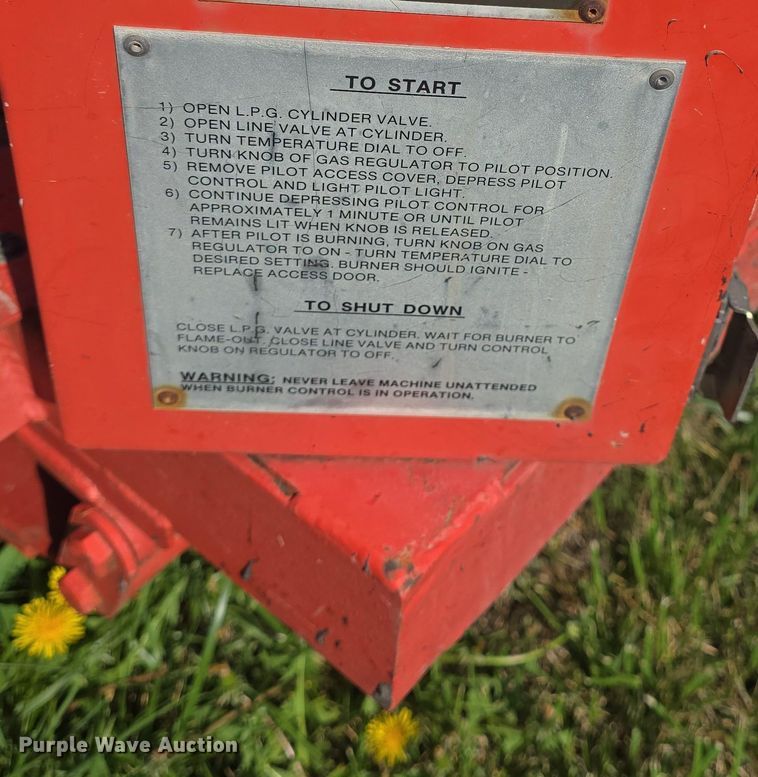 TO START
1) OPEN L.P.G. CYLINDER VALVE.
2) OPEN LINE VALVE AT CYLINDER.
3) TURN TEMPERATURE DIAL TO OFF.
4) TURN KNOB OF GAS REGULATOR TO PILOT POSITION.
5) REMOVE PILOT ACCESS COVER, DEPRESS PILOT
CONTROL AND LIGHT PILOT LIGHT.
6) CONTINUE DEPRESSING PILOT CONTROL FOR
APPROXIMATELY 1 MINUTE OR UNTIL PILOT
REMAINS LIT WHEN KNOB IS RELEASED.
7) AFTER PILOT IS BURNING, TURN KNOB ON GAS
REGULATOR TO ON - TURN TEMPERATURE DIAL TO
DESIRED SETTING. BURNER SHOULD IGNITE -
REPLACE ACCESS DOOR.
TO SHUT DOWN
CLOSE L.P.G. VALVE AT CYLINDER. WAIT FOR BURNER TO
FLAME-OUT. CLOSE LINE VALVE AND TURN CONTROL
KNOB ON REGULATOR TO OFF.
WARNING: NEVER LEAVE MACHINE UNATTENDED
WHEN BURNER CONTROL IS IN OPERATION.
Purple Wave Auction